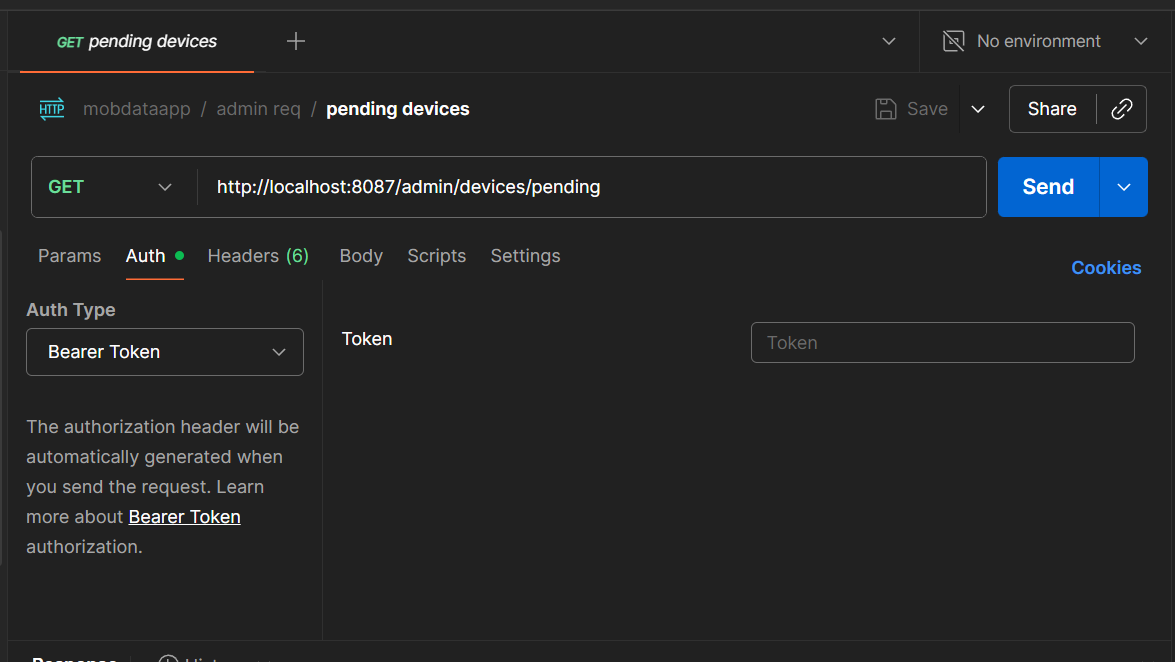 GET pending devices
No environment
HTTP mobdataapp / admin req / pending devices
Save
Share
GET http://localhost:8087/admin/devices/pending
Send
Params Auth Headers (6) Body Scripts Settings
Cookies
Auth Type
Bearer Token
Token
Token
The authorization header will be
automatically generated when
you send the request. Learn
more about Bearer Token
authorization.
Response